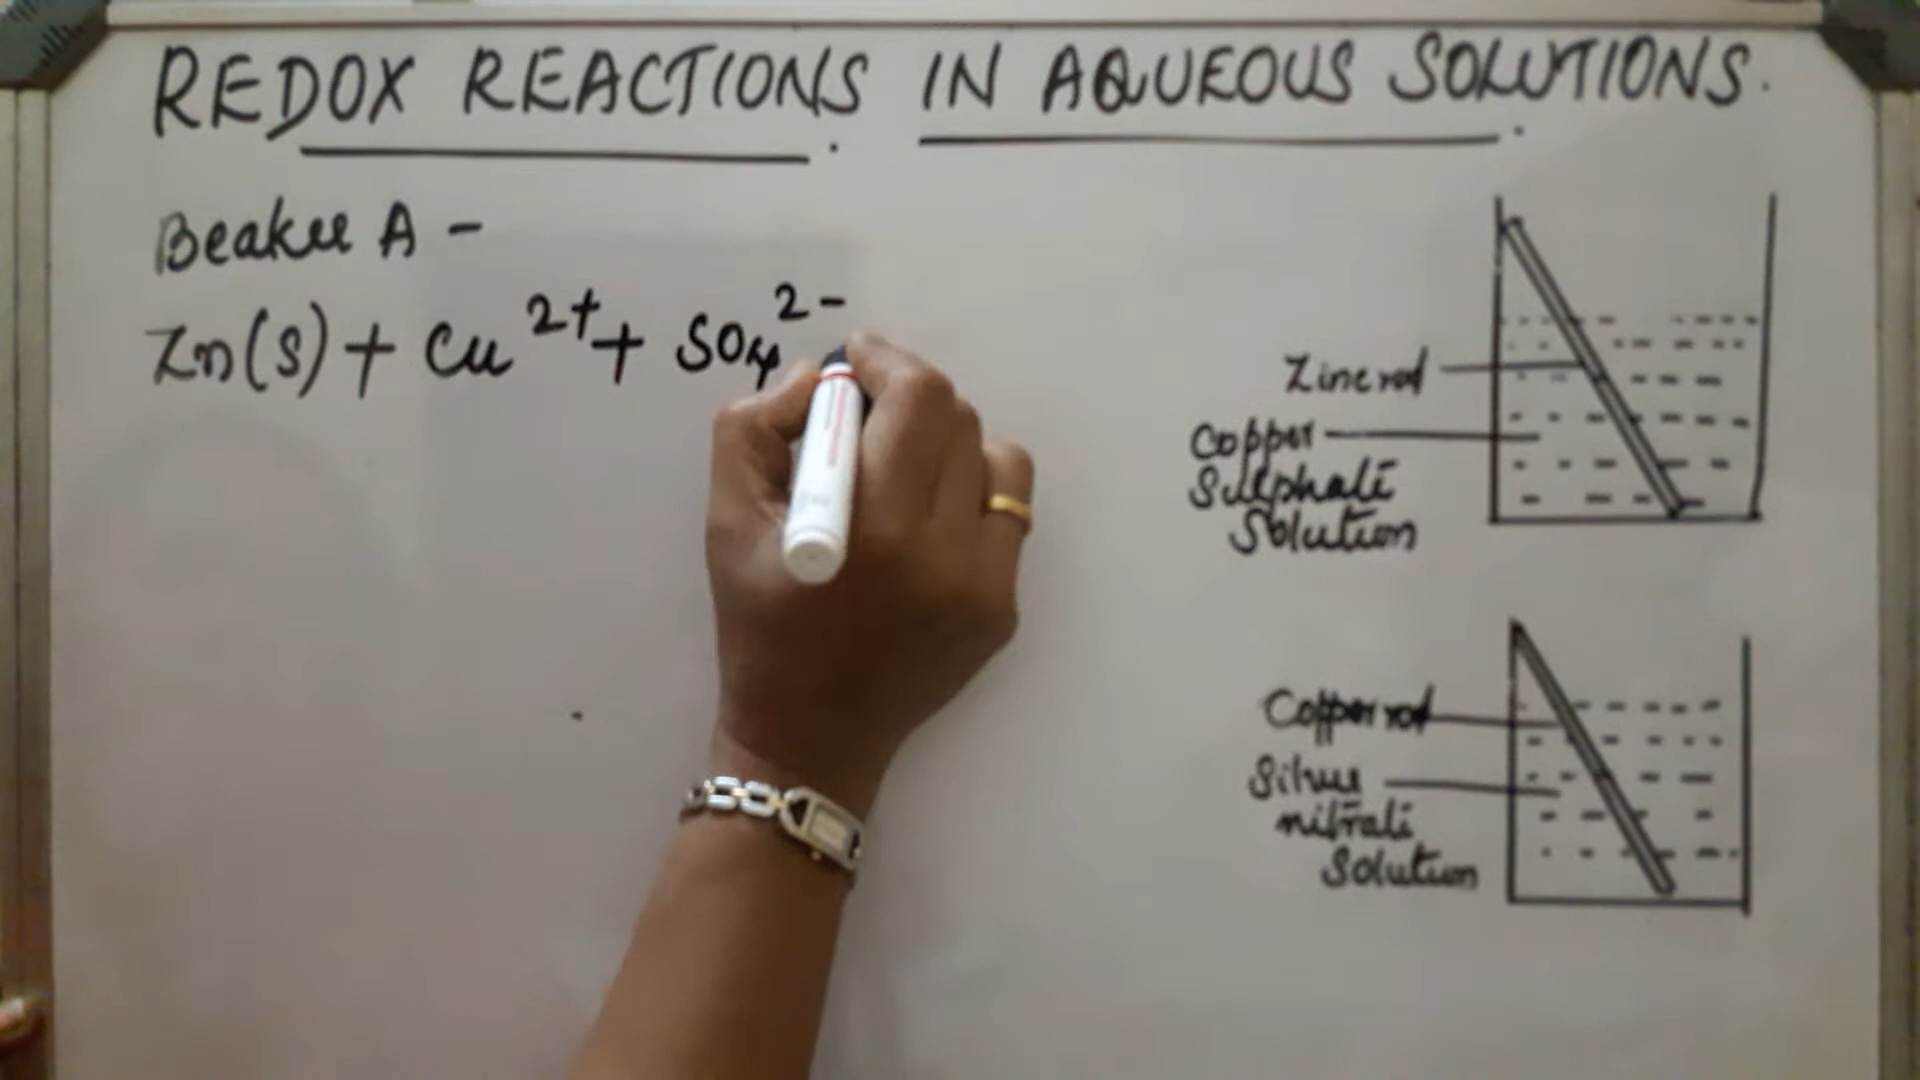 REDOX REACTIONS IN AQUEOUS SOLUTIONS.
Beaker A -
Zn(s) + Cu²⁺ + SO₄²⁻
Zinc rod
Copper
Sulphate
Solution
Copper rod
Silver
nitrate
Solution